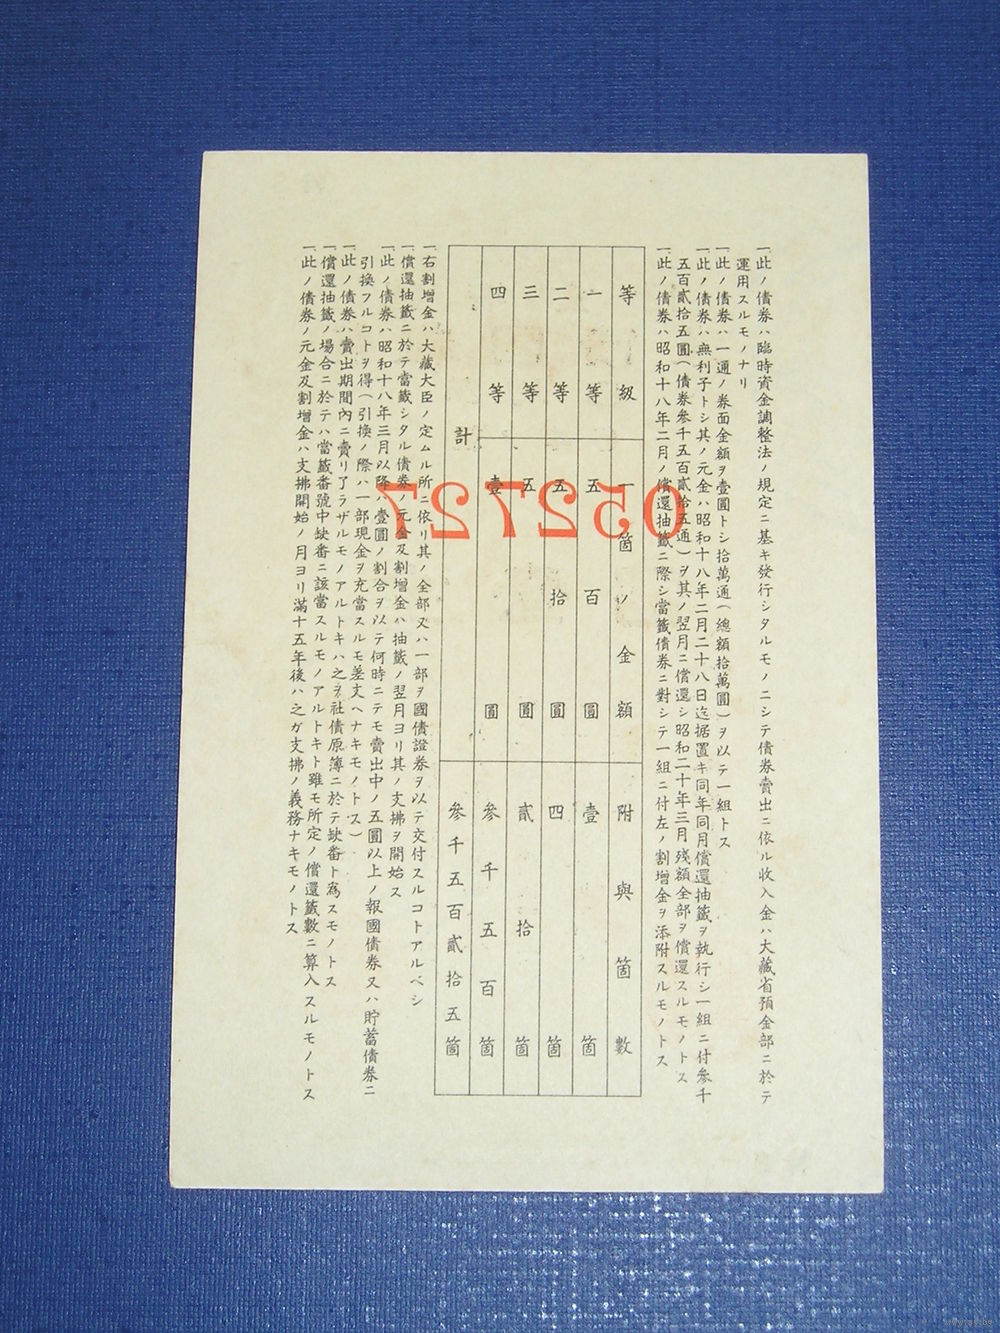 一、此ノ債券ハ臨時資金調整法ノ規定ニ基キ發行シタルモノニシテ債券賣出ニ依ル收入金ハ大藏省預金部ニ於テ
運用スルモノナリ
一、此ノ債券ハ一通ノ券面金額ヲ壹圓トシ拾萬通(總額拾萬圓)ヲ以テ一組トス
一、此ノ債券ハ無利子トシ其ノ元金ハ昭和十八年二月二十八日迄据置キ同年同月償還抽籤ヲ執行シ一組ニ付參千
五百貳拾五圓(債券參千五百貳拾五通)ヲ其ノ翌月ニ償還シ昭和二十年三月殘額全部ヲ償還スルモノトス
一、此ノ債券ハ昭和十八年二月ノ償還抽籤ニ際シ當籤債券ニ對シテ一組ニ付左ノ割增金ヲ添附スルモノトス
等級 一箇ノ金額 附與箇數
一等 五百圓 壹箇
二等 五拾圓 四箇
三等 五圓 貳拾箇
四等 壹圓 參千五百箇
計 參千五百貳拾五箇
一、右割增金ハ大藏大臣ノ定ムル所ニ依リ其ノ全部又ハ一部ヲ國債證券ヲ以テ交付スルコトアルベシ
一、償還抽籤ニ於テ當籤シタル債券ノ元金及割增金ハ抽籤ノ翌月ヨリ其ノ支拂ヲ開始ス
一、此ノ債券ハ昭和十八年三月以降ハ壹圓ノ割合ヲ以テ何時ニテモ賣出中ノ五圓以上ノ報國債券又ハ貯蓄債券ニ
引換フルコトヲ得(引換ノ際ハ一部現金ヲ充當スルモ差支ヘナキモノトス)
一、此ノ債券ハ賣出期間內ニ賣リ了ラザルモノアルトキハ之ヲ社債原簿ニ於テ缺番ト爲スモノトス
一、償還抽籤ノ場合ニ於テハ當籤番號中缺番ニ該當スルモノアルトキト雖モ所定ノ償還籤數ニ算入スルモノトス
一、此ノ債券ノ元金及割增金ハ支拂開始ノ月ヨリ滿十五年後ハ之ガ支拂ノ義務ナキモノトス
052727